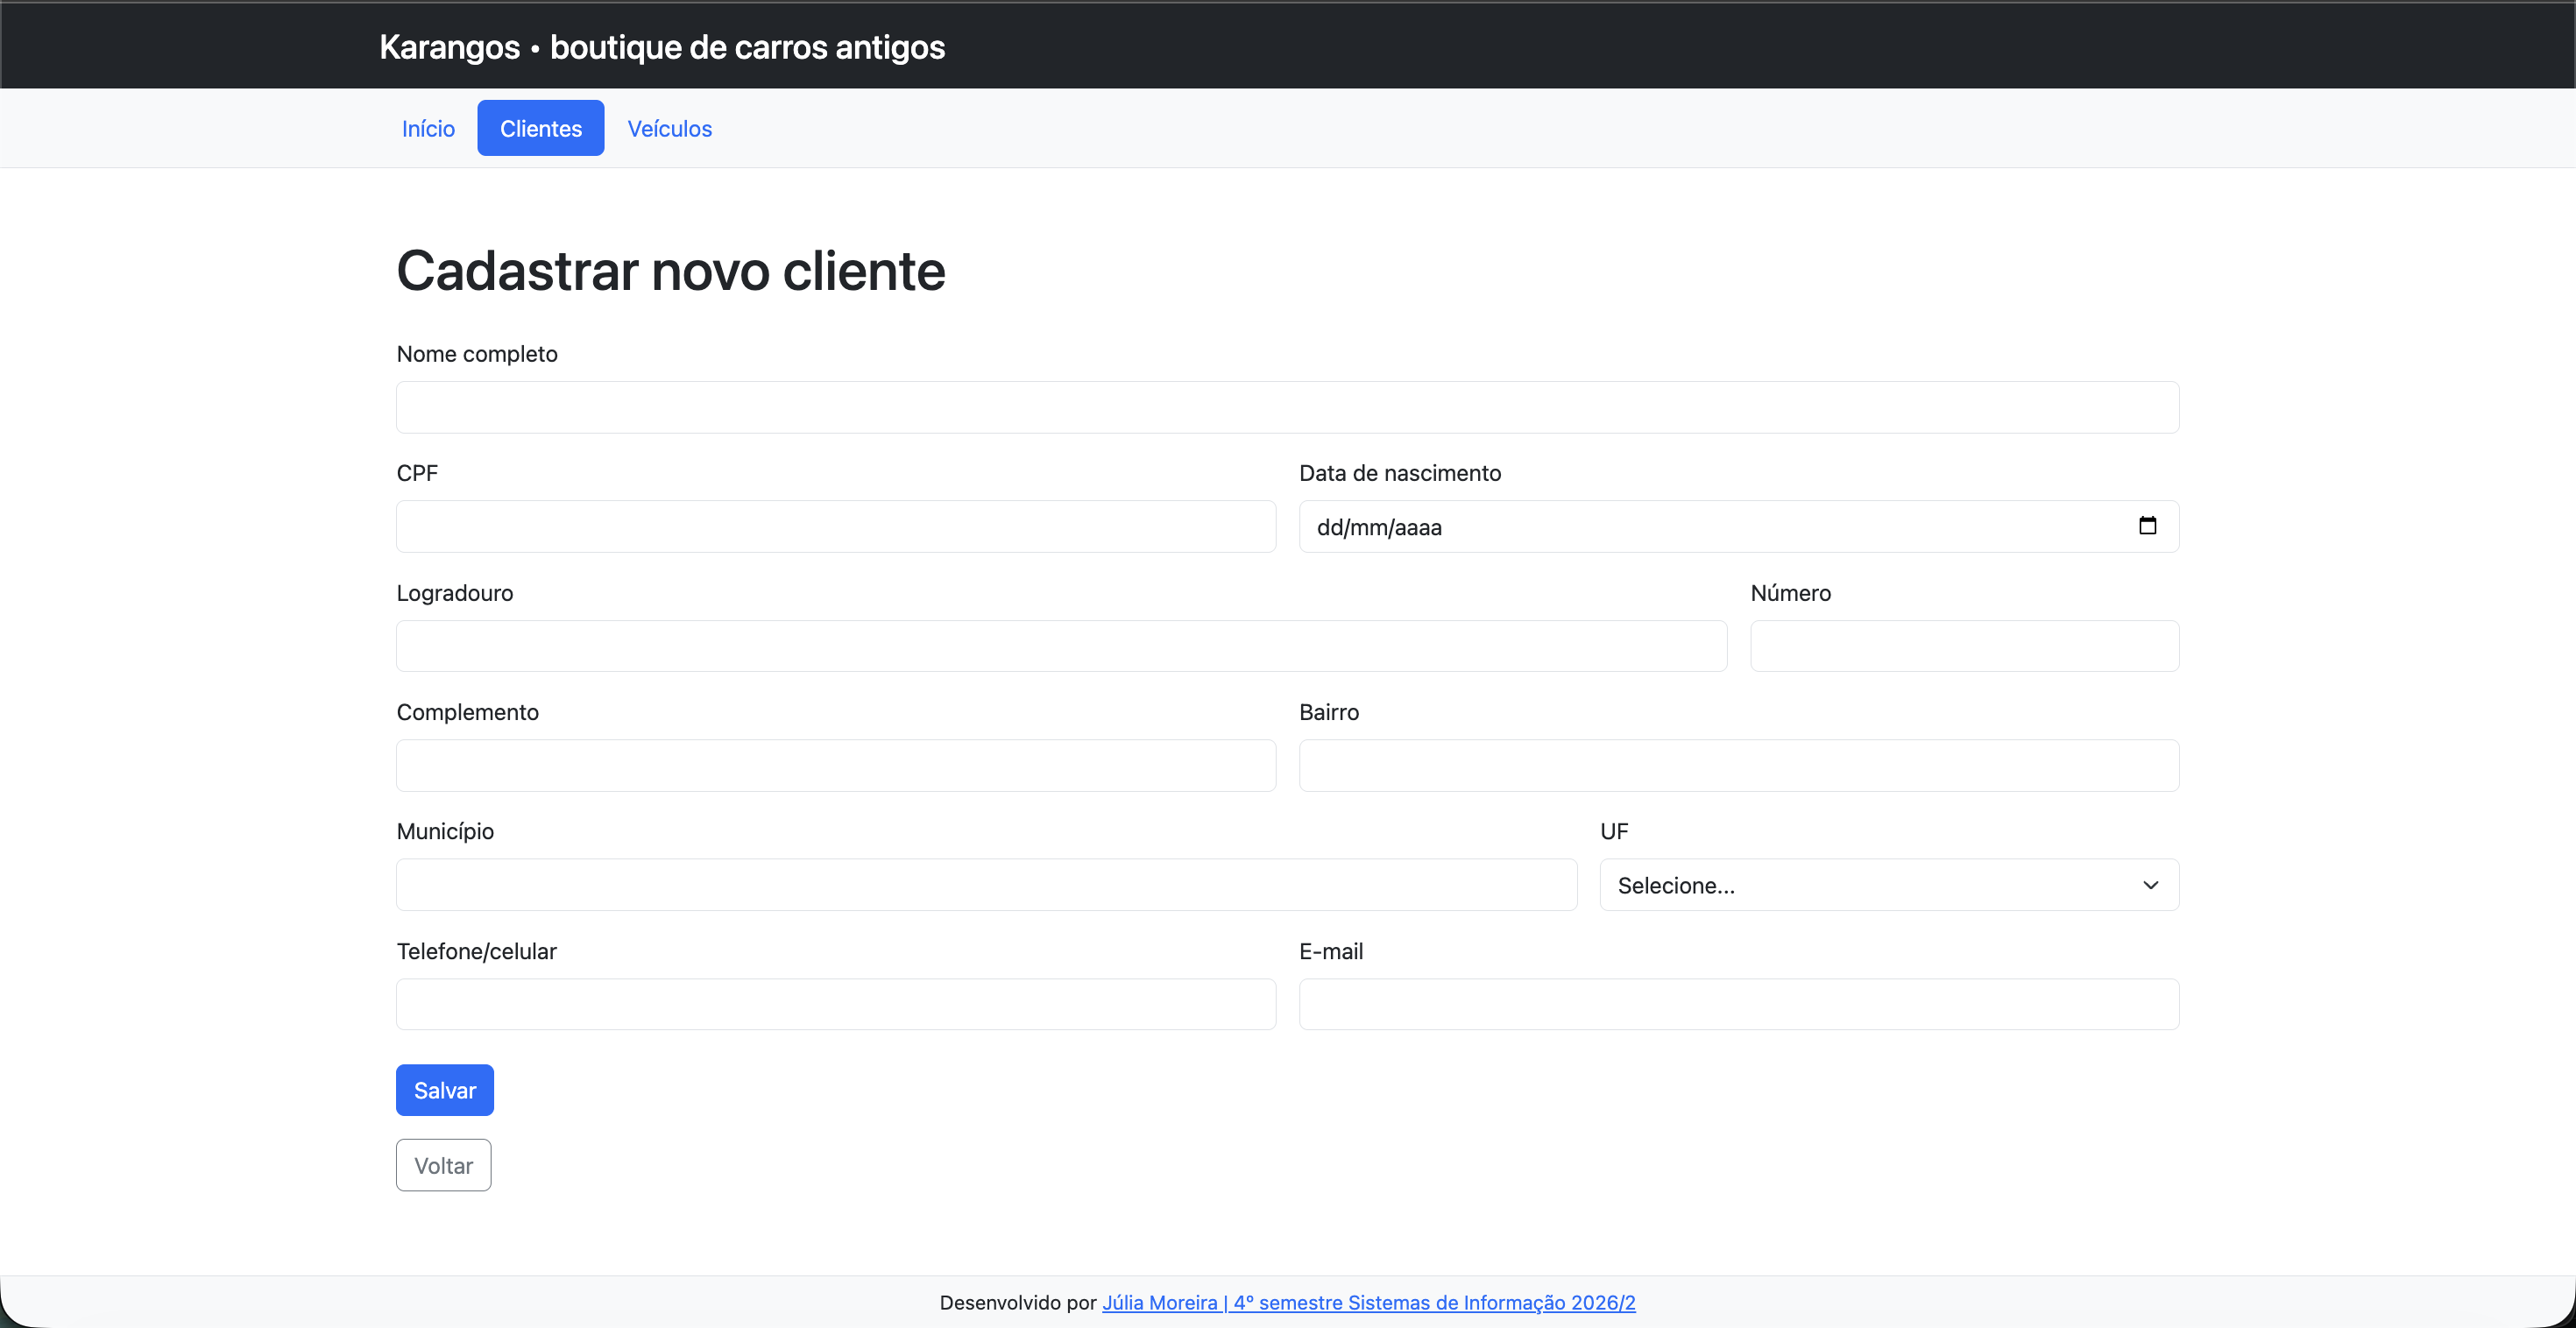 Karangos • boutique de carros antigos
Início Clientes Veículos
Cadastrar novo cliente
Nome completo
CPF Data de nascimento
dd/mm/aaaa
Logradouro Número
Complemento Bairro
Município UF
Selecione...
Telefone/celular E-mail
Salvar
Voltar
Desenvolvido por Júlia Moreira | 4º semestre Sistemas de Informação 2026/2